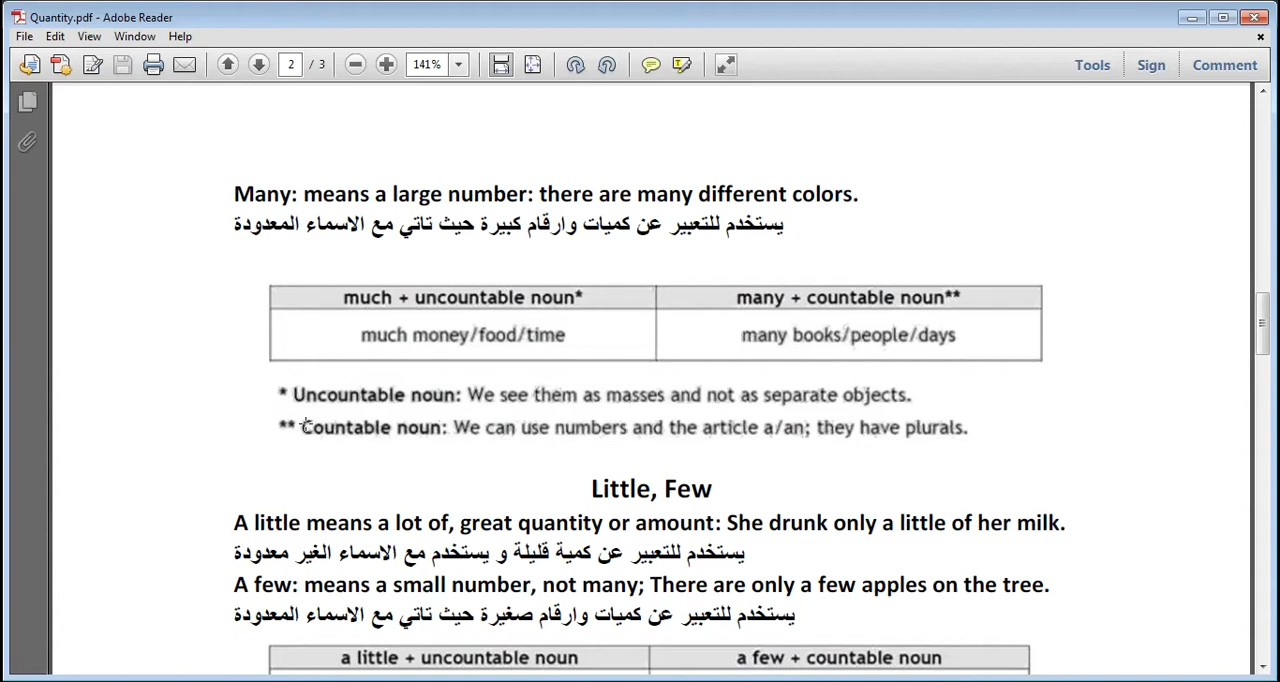 Quantity.pdf - Adobe Reader
File Edit View Window Help
2 / 3 141% Tools Sign Comment
Many: means a large number: there are many different colors.
يستخدم للتعبير عن كميات وارقام كبيرة حيث تاتي مع الاسماء المعدودة
much + uncountable noun* many + countable noun**
much money/food/time many books/people/days
* Uncountable noun: We see them as masses and not as separate objects.
** Countable noun: We can use numbers and the article a/an; they have plurals.
Little, Few
A little means a lot of, great quantity or amount: She drunk only a little of her milk.
يستخدم للتعبير عن كمية قليلة و يستخدم مع الاسماء الغير معدودة
A few: means a small number, not many; There are only a few apples on the tree.
يستخدم للتعبير عن كميات وارقام صغيرة حيث تاتي مع الاسماء المعدودة
a little + uncountable noun a few + countable noun